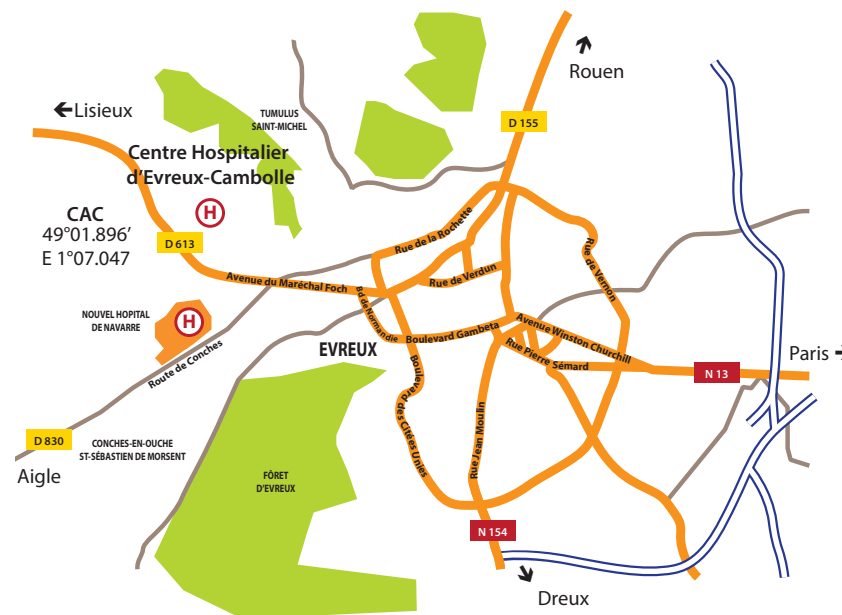 Rouen
Lisieux
TUMULUS
SAINT-MICHEL
D 155
Centre Hospitalier
d'Evreux-Cambolle
CAC
49°01.896'
E 1°07.047
H
D 613
Rue de la Rochette
Rue de Vernon
Avenue du Maréchal Foch
Rue de Verdun
Bd de Normandie
NOUVEL HOPITAL
DE NAVARRE
H
Boulevard Gambeta
Avenue Winston Churchill
EVREUX
Route de Conches
Rue Pierre Sémard
Paris
N 13
Boulevard des Citées Unies
Rue Jean Moulin
D 830
CONCHES-EN-OUCHE
ST-SÉBASTIEN DE MORSENT
Aigle
FÔRET
D'EVREUX
N 154
Dreux